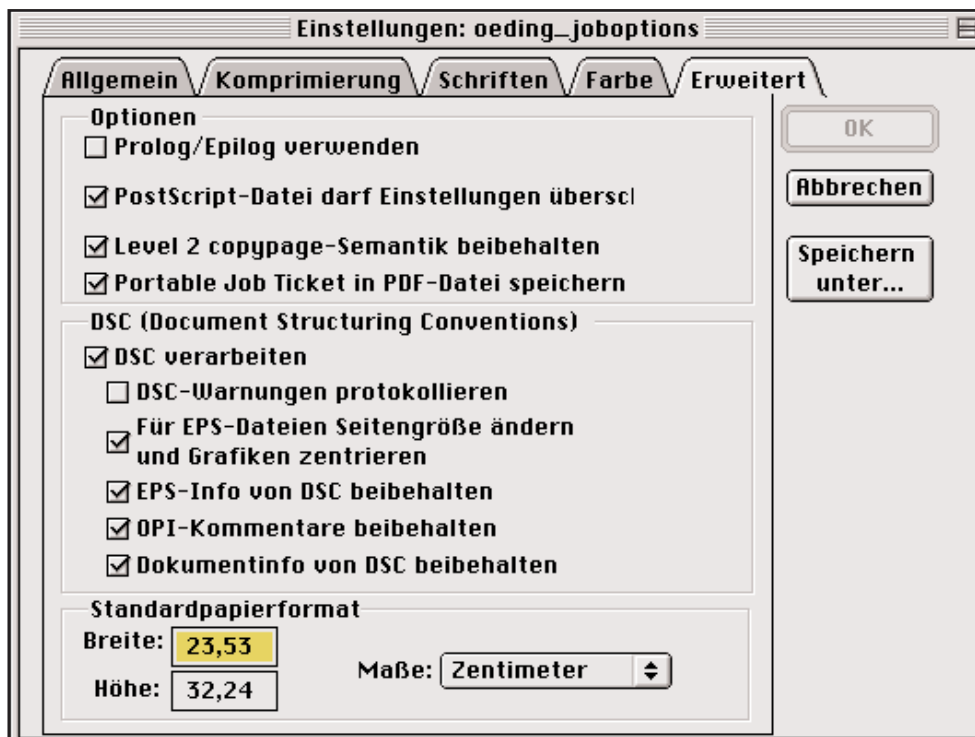 Einstellungen: oeding_joboptions
Allgemein Komprimierung Schriften Farbe Erweitert
Optionen
Prolog/Epilog verwenden
PostScript-Datei darf Einstellungen übersc
Level 2 copypage-Semantik beibehalten
Portable Job Ticket in PDF-Datei speichern
DSC (Document Structuring Conventions)
DSC verarbeiten
DSC-Warnungen protokollieren
Für EPS-Dateien Seitengröße ändern
und Grafiken zentrieren
EPS-Info von DSC beibehalten
OPI-Kommentare beibehalten
Dokumentinfo von DSC beibehalten
Standardpapierformat
Breite: 23,53
Höhe: 32,24
Maße: Zentimeter
OK
Abbrechen
Speichern
unter...